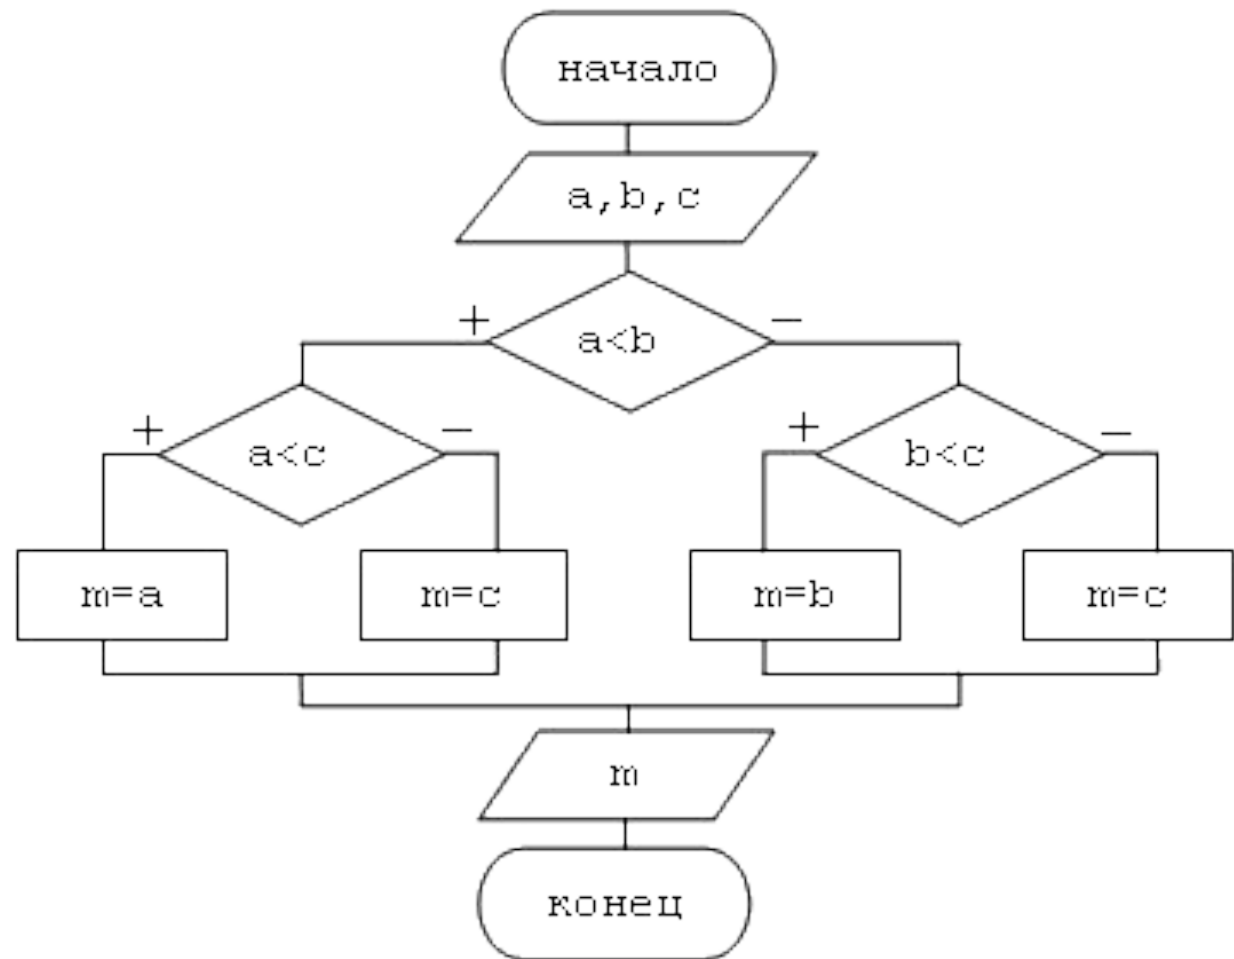 начало
a,b,c
+ a<b −
+ a<c −
+ b<c −
m=a
m=c
m=b
m=c
m
конец